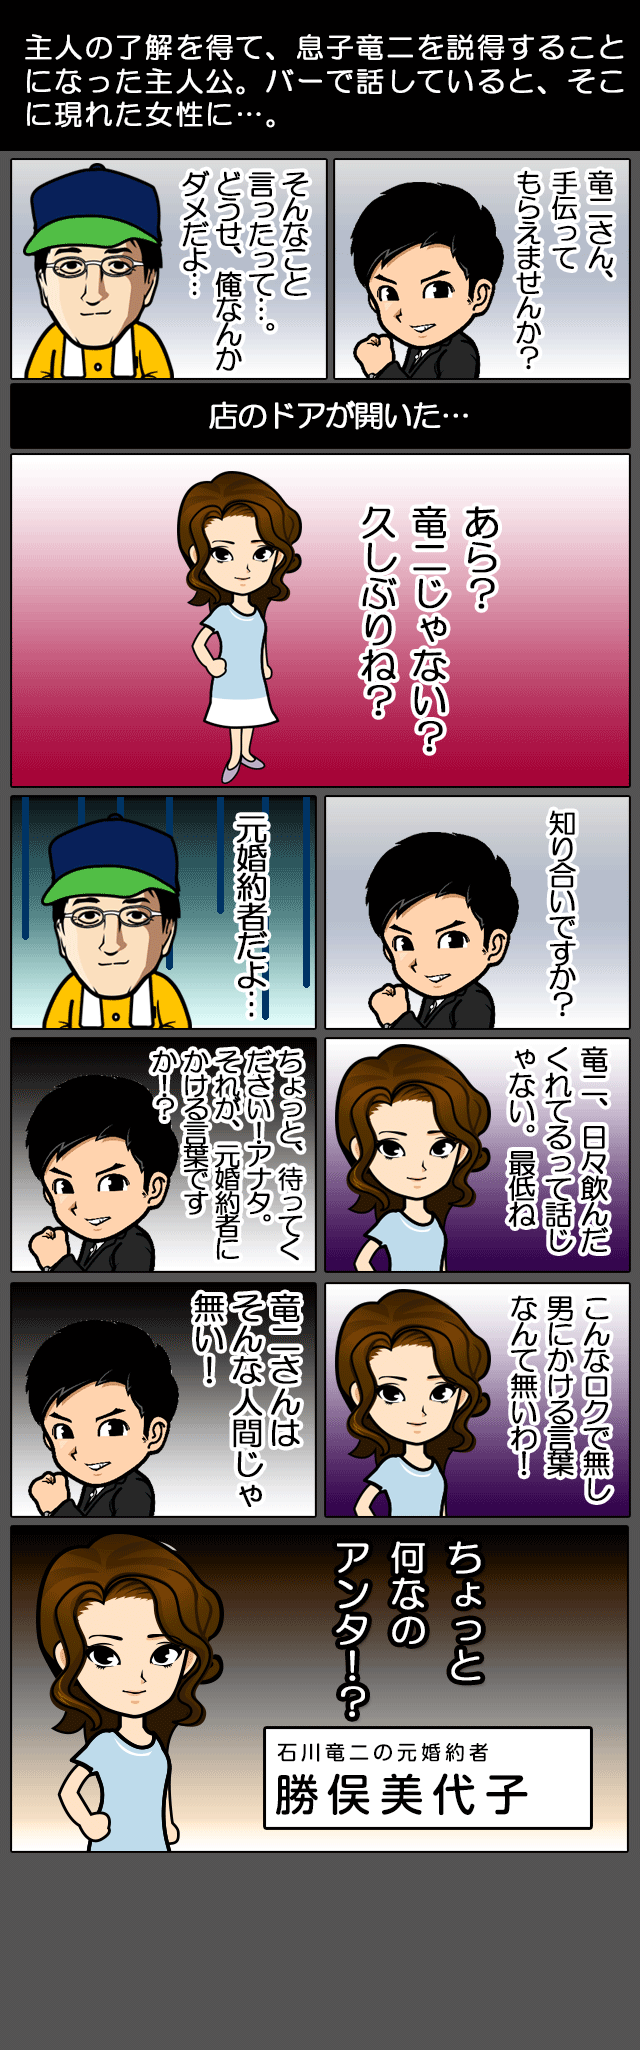 主人の了解を得て、息子竜二を説得すること
になった主人公。バーで話していると、そこ
に現れた女性に…。
竜二さん、
手伝って
もらえませんか？
そんなこと
言ったって…。
どうせ、俺なんか
ダメだよ…
店のドアが開いた…
あら？
竜二じゃない？
久しぶりね？
知り合いですか？
元婚約者だよ…
竜二、日々飲んだ
くれてるって話じ
ゃない。最低ね
ちょっと、待ってく
ださい！アナタ。
それが、元婚約者に
かける言葉です
か！？
こんなロクで無し
男にかける言葉
なんて無いわ！
竜二さんは
そんな人間じゃ
無い！
ちょっと
何なの
アンタ！？
石川竜二の元婚約者
勝俣美代子